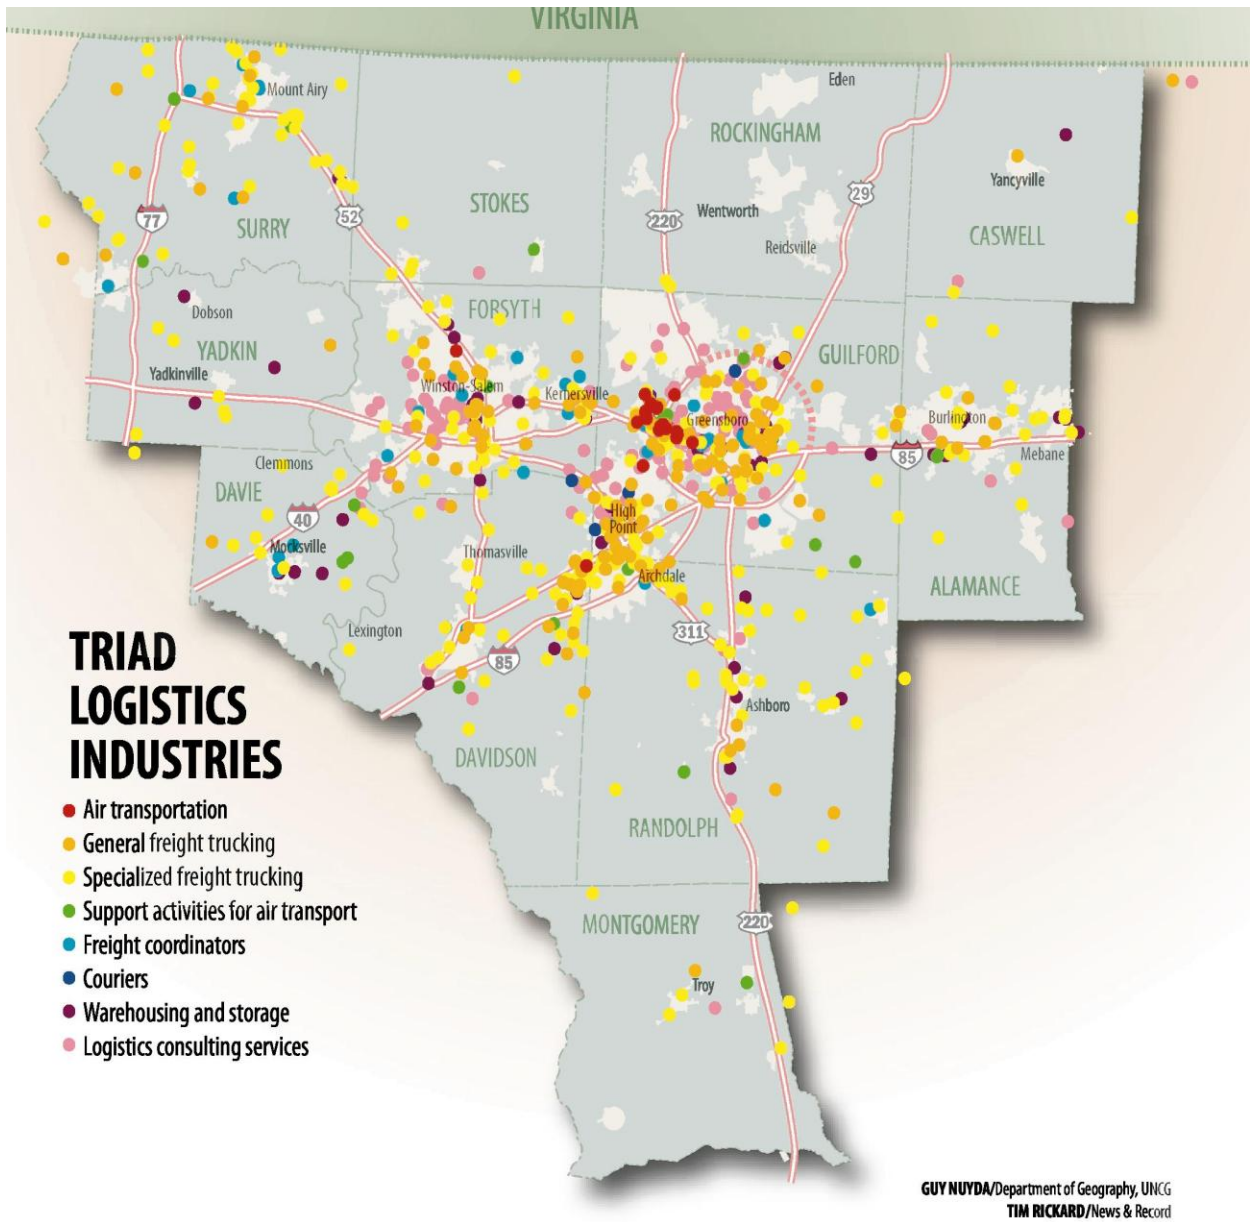 VIRGINIA
Eden
Mount Airy
ROCKINGHAM
Yancyville
STOKES
29
77
52
220
Wentworth
SURRY
Reidsville
CASWELL
Dobson
FORSYTH
YADKIN
GUILFORD
Yadkinville
Winston-Salem
Kernersville
Greensboro
Burlington
Mebane
85
Clemmons
DAVIE
40
High
Point
Mocksville
Thomasville
Archdale
ALAMANCE
Lexington
311
85
TRIAD
LOGISTICS
INDUSTRIES
Ashboro
DAVIDSON
Air transportation
General freight trucking
Specialized freight trucking
Support activities for air transport
Freight coordinators
Couriers
Warehousing and storage
Logistics consulting services
RANDOLPH
MONTGOMERY
220
Troy
GUY NUYDA/Department of Geography, UNCG
TIM RICKARD/News & Record